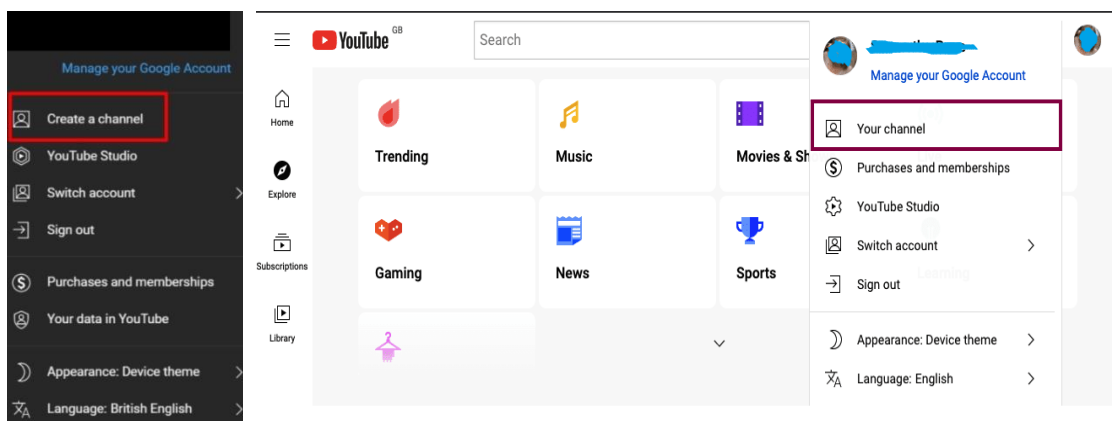 Manage your Google Account
Create a channel
YouTube Studio
Switch account
Sign out
Purchases and memberships
Your data in YouTube
Appearance: Device theme
Language: British English
YouTube GB
Search
Home
Explore
Subscriptions
Library
Trending
Music
Movies & Sh
Gaming
News
Sports
Manage your Google Account
Your channel
Purchases and memberships
YouTube Studio
Switch account
Learning
Sign out
Appearance: Device theme
Language: English